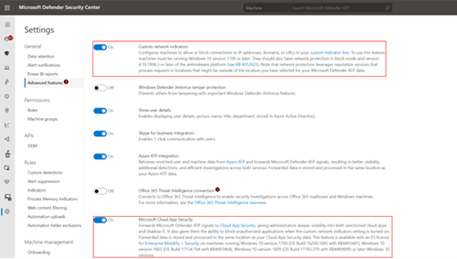 Microsoft Defender Security Center
Machine
Search Microsoft Defender ATP
Settings
General
Data retention
Alert notifications
Power BI reports
Advanced features
Permissions
Roles
Machine groups
APIs
SIEM
Rules
Custom detections
Alert suppression
Indicators
Process Memory Indicators
Web content filtering
Automation uploads
Automation folder exclusions
Machine management
Onboarding
On
Custom network indicators
Configures machines to allow or block connections to IP addresses, domains, or URLs in your custom indicator lists. To use this feature,
machines must be running Windows 10 version 1709 or later. They should also have network protection in block mode and version
4.18.1906.3 or later of the antimalware platform (see KB 4052623). Note that network protection leverages reputation services that
process requests to locations that might be outside of the location you have selected for your Microsoft Defender ATP data.
Off
Windows Defender Antivirus tamper protection
Prevents others from tampering with important Windows Defender Antivirus features.
On
Show user details
Enables displaying user details, picture, name, title, department, stored in Azure Active Directory.
On
Skype for business integration
Enables 1-click communication with users.
On
Azure ATP integration
Retrieves enriched user and machine data from Azure ATP and forwards Microsoft Defender ATP signals, resulting in better visibility,
additional detections, and efficient investigations across both services. Forwarded data is stored and processed in the same location as
your Azure ATP data.
Off
Office 365 Threat Intelligence connection
Connects to Office 365 Threat Intelligence to enable security investigations across Office 365 mailboxes and Windows machines.
For more information, see the Office 365 Threat Intelligence overview.
On
Microsoft Cloud App Security
Forwards Microsoft Defender ATP signals to Cloud App Security, giving administrators deeper visibility into both sanctioned cloud apps
and shadow IT. It also gives them the ability to block unauthorized applications when the custom network indicators setting is turned on.
Forwarded data is stored and processed in the same location as your Cloud App Security data. This feature is available with an E5 license
for Enterprise Mobility + Security on machines running Windows 10 version 1709 (OS Build 16299.1085 with
Windows 10
version 1803 (OS Build 17134.704 with
Windows 10 version 1809 (OS Build 17763.379 with
or later Windows
versions.